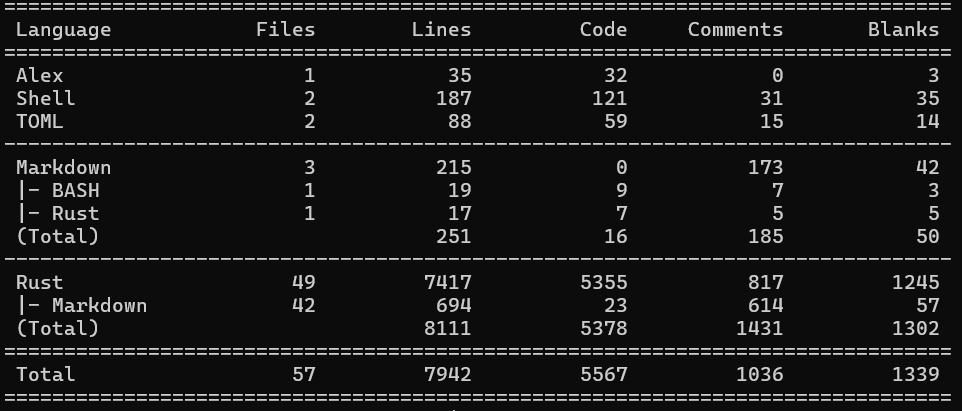 ===============================================================================
 Language            Files        Lines         Code     Comments       Blanks
===============================================================================
 Alex                    1           35           32            0            3
 Shell                   2          187          121           31           35
 TOML                    2           88           59           15           14
-------------------------------------------------------------------------------
 Markdown                3          215            0          173           42
 |- BASH                 1           19            9            7            3
 |- Rust                 1           17            7            5            5
 (Total)                            251           16          185           50
-------------------------------------------------------------------------------
 Rust                   49         7417         5355          817         1245
 |- Markdown            42          694           23          614           57
 (Total)                           8111         5378         1431         1302
===============================================================================
 Total                  57         7942         5567         1036         1339
===============================================================================